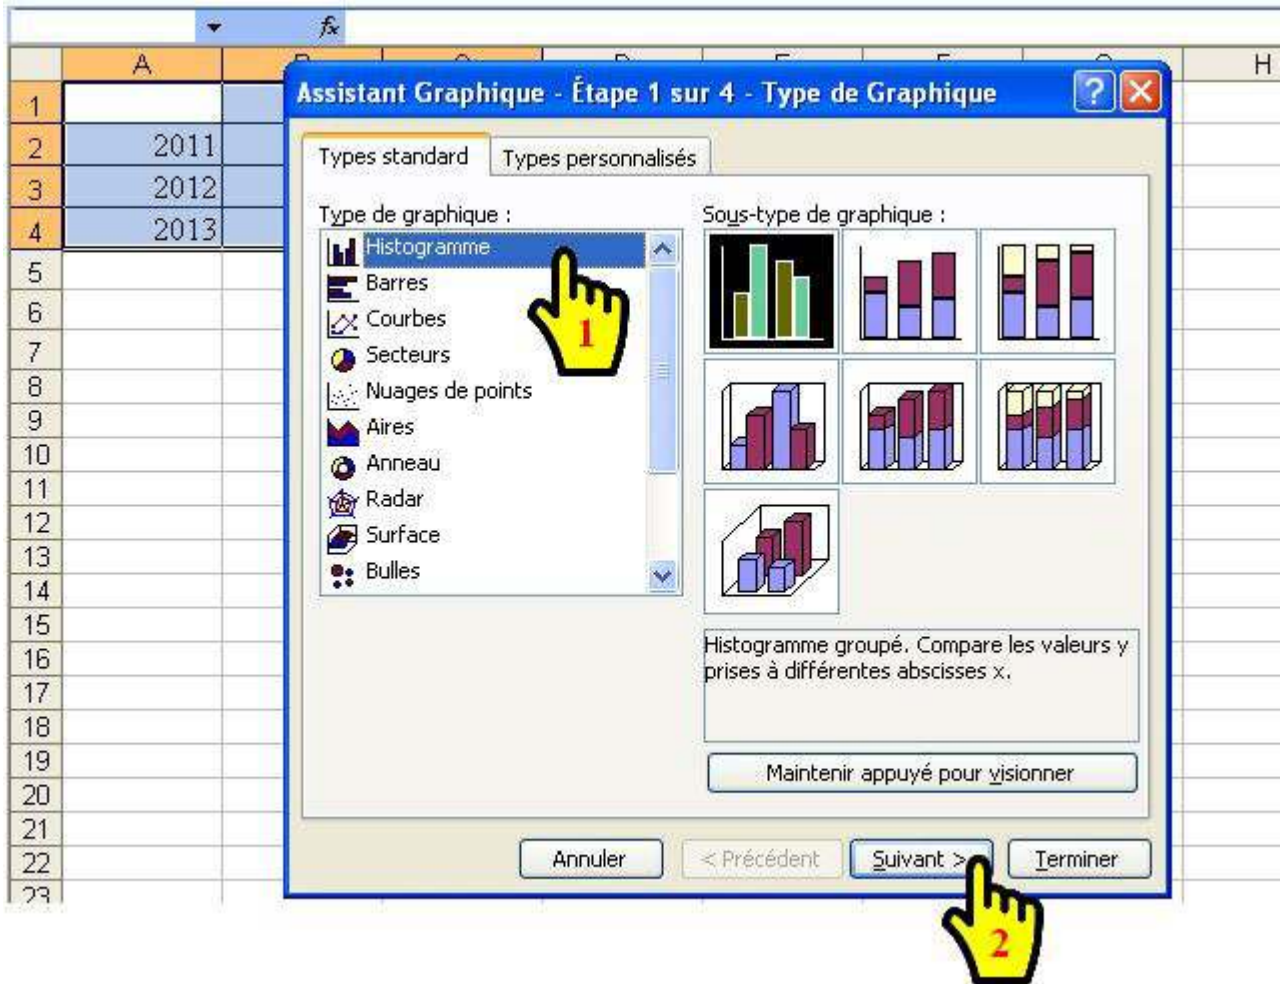 fx
A
H
Assistant Graphique - Étape 1 sur 4 - Type de Graphique
1
2 2011
3 2012
4 2013
5
6
7
8
9
10
11
12
13
14
15
16
17
18
19
20
21
22
23
Types standard Types personnalisés
Type de graphique :
Histogramme
Barres
Courbes
Secteurs
Nuages de points
Aires
Anneau
Radar
Surface
Bulles
1
Sous-type de graphique :
Histogramme groupé. Compare les valeurs y
prises à différentes abscisses x.
Maintenir appuyé pour visionner
Annuler < Précédent Suivant > Terminer
2